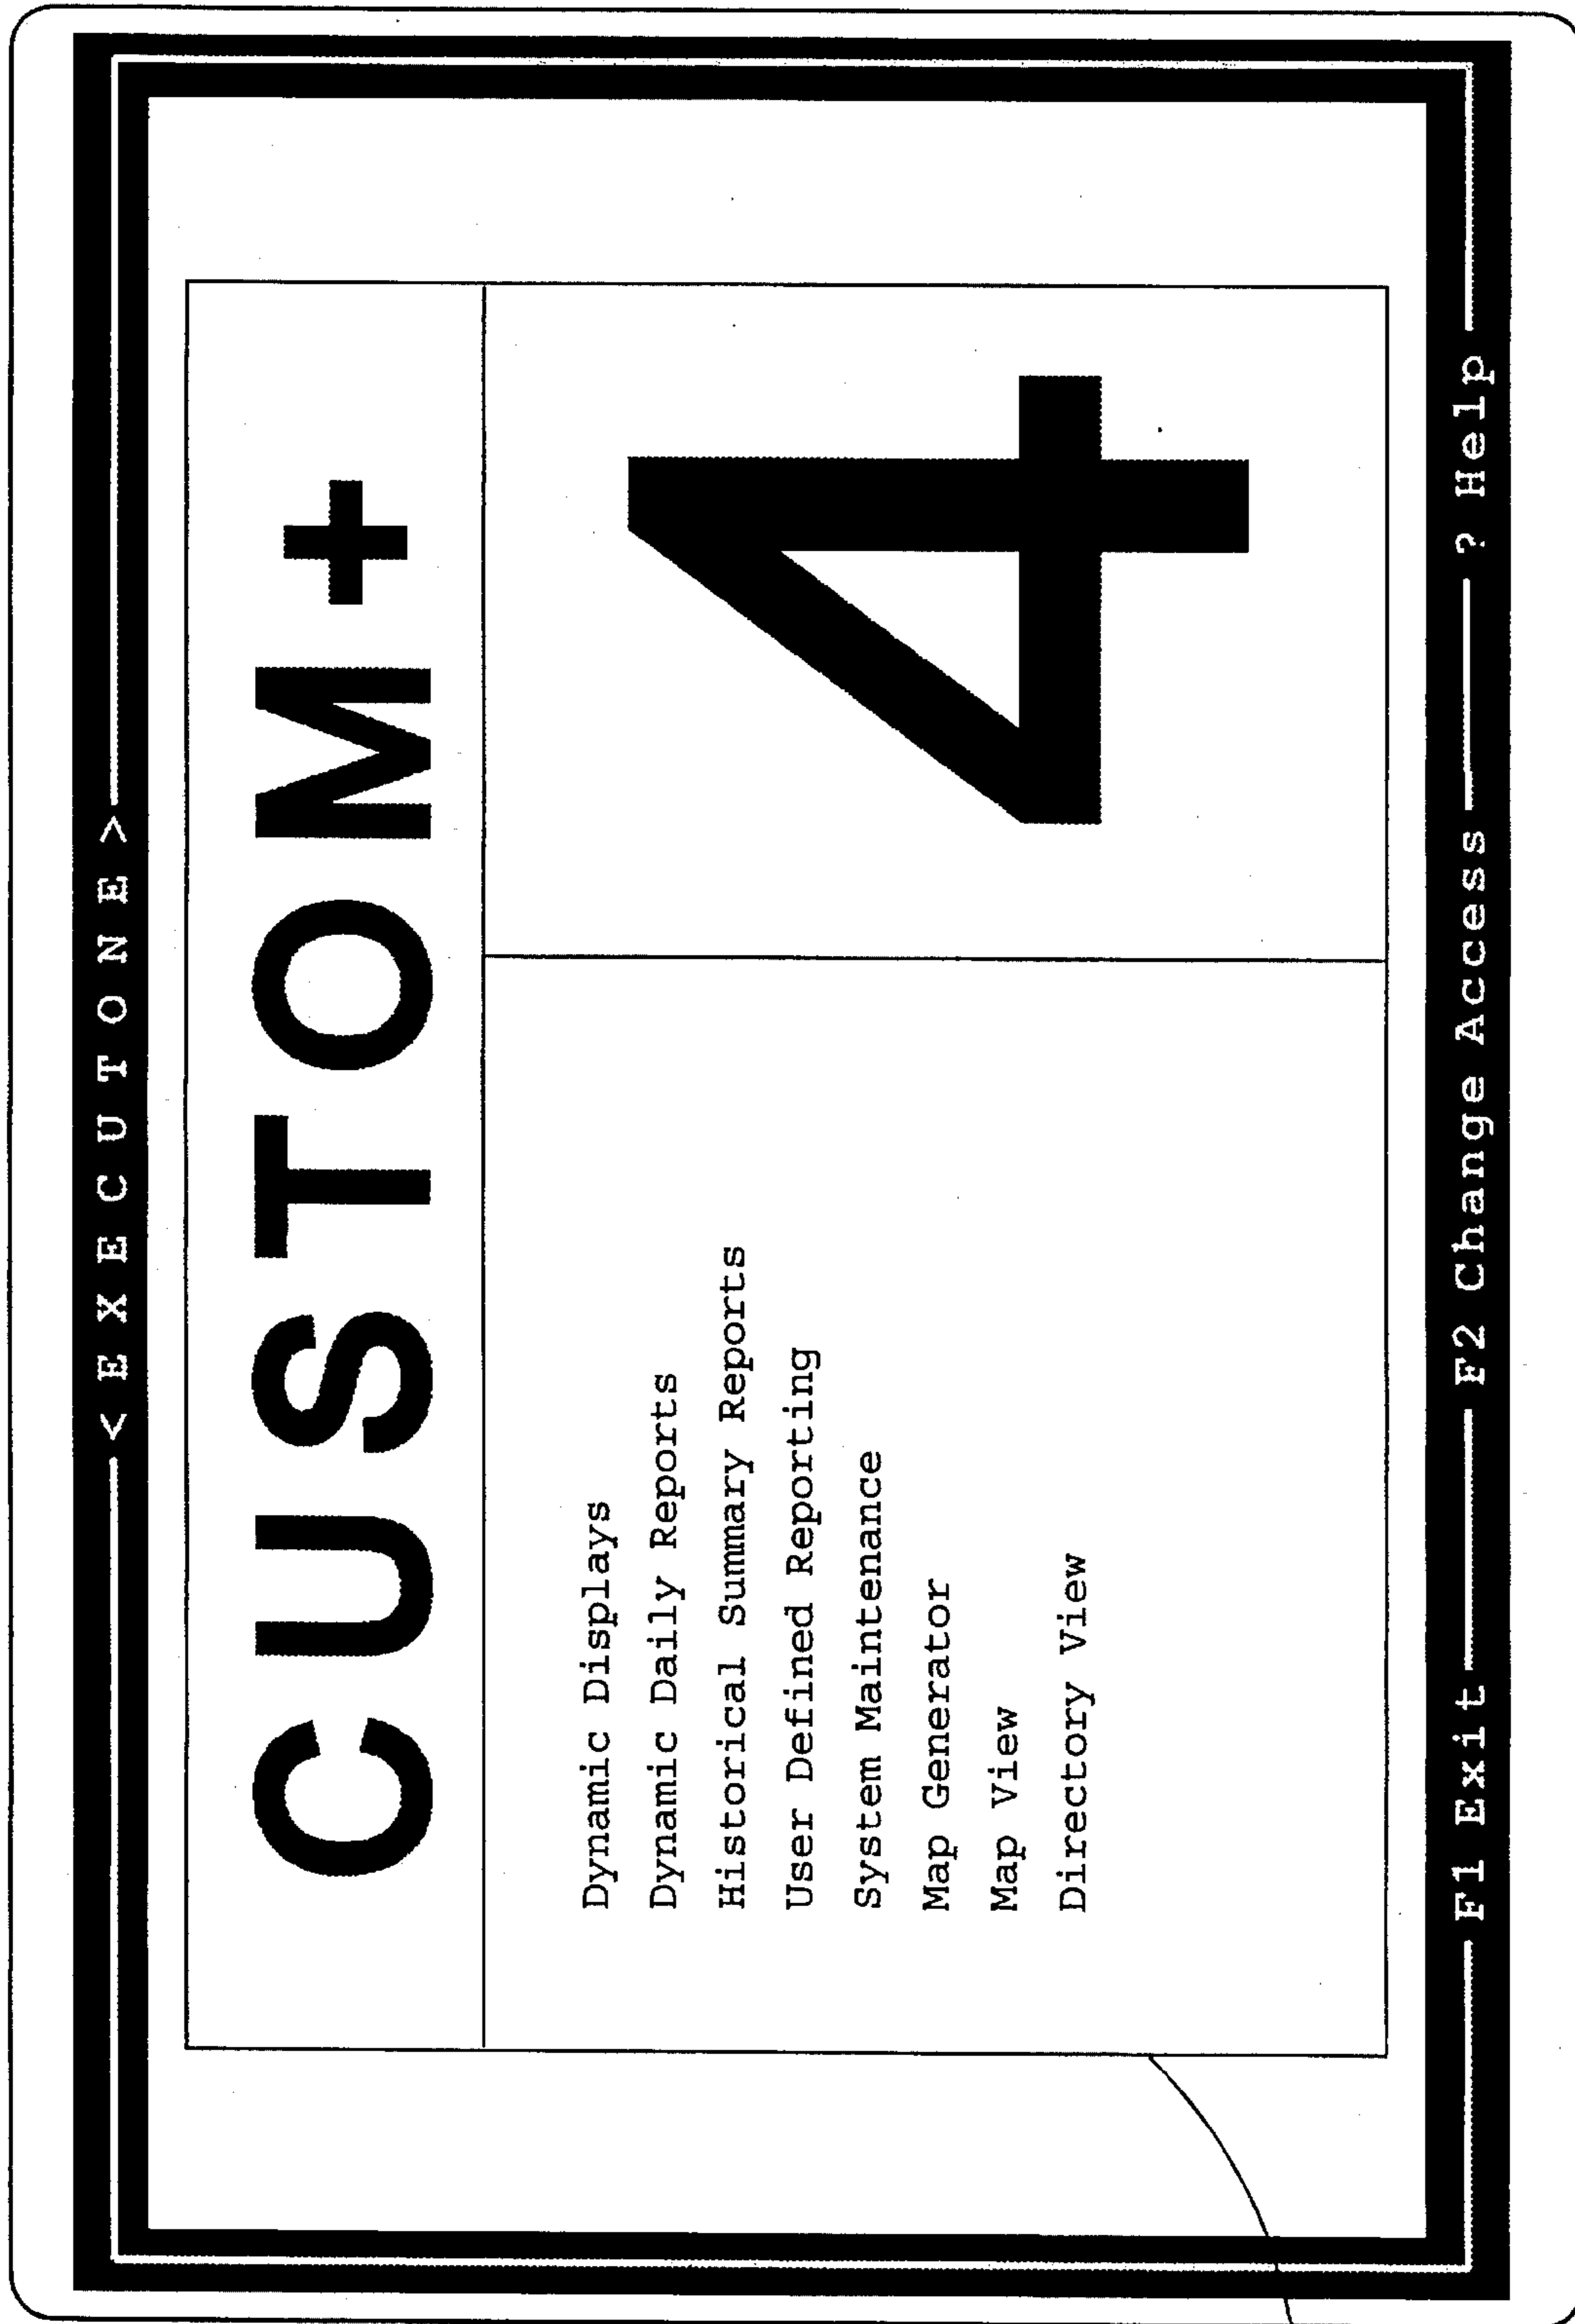 < E X E C U T O N E >
CUSTOM+
Dynamic Displays
Dynamic Daily Reports
Historical Summary Reports
User Defined Reporting
System Maintenance
Map Generator
Map View
Directory View
4
F1 Exit F2 Change Access ? Help